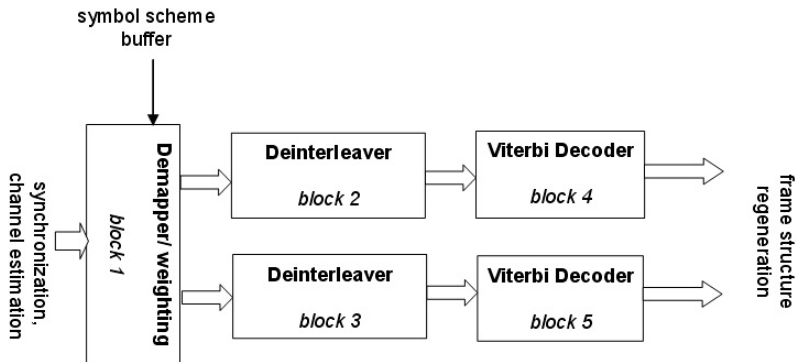 symbol scheme
buffer
synchronization,
channel estimation
Demapper/ weighting
block 1
Deinterleaver
block 2
Viterbi Decoder
block 4
Deinterleaver
block 3
Viterbi Decoder
block 5
frame structure
regeneration